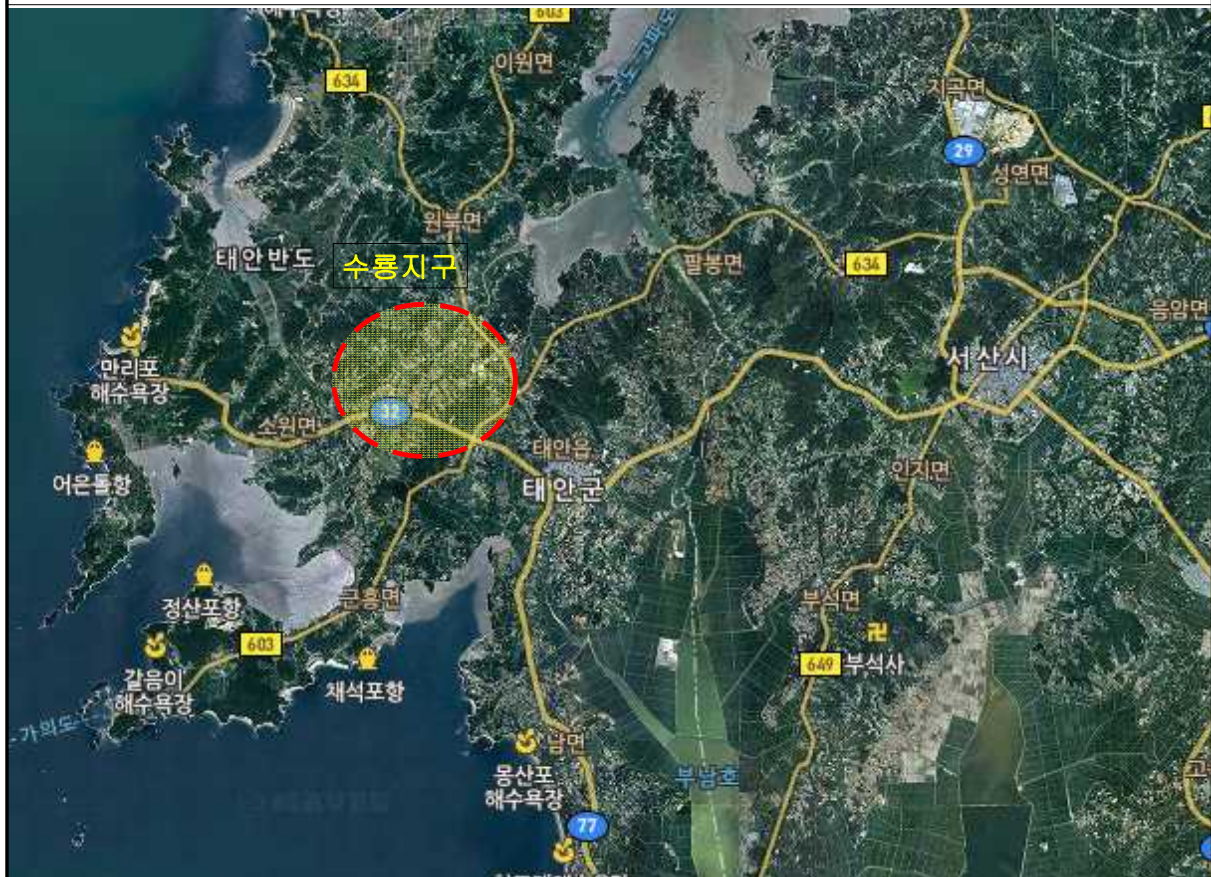 603
이원면
634
지곡면
29
성연면
원북면
태안반도
수룡지구
팔봉면
634
음암면
만리포
해수욕장
서산시
소원면
32
태안읍
인지면
어은돌항
태안군
정산포항
근흥면
부석면
603
649
부석사
갈음이
해수욕장
채석포항
가의도
남면
몽산포
해수욕장
부남호
77